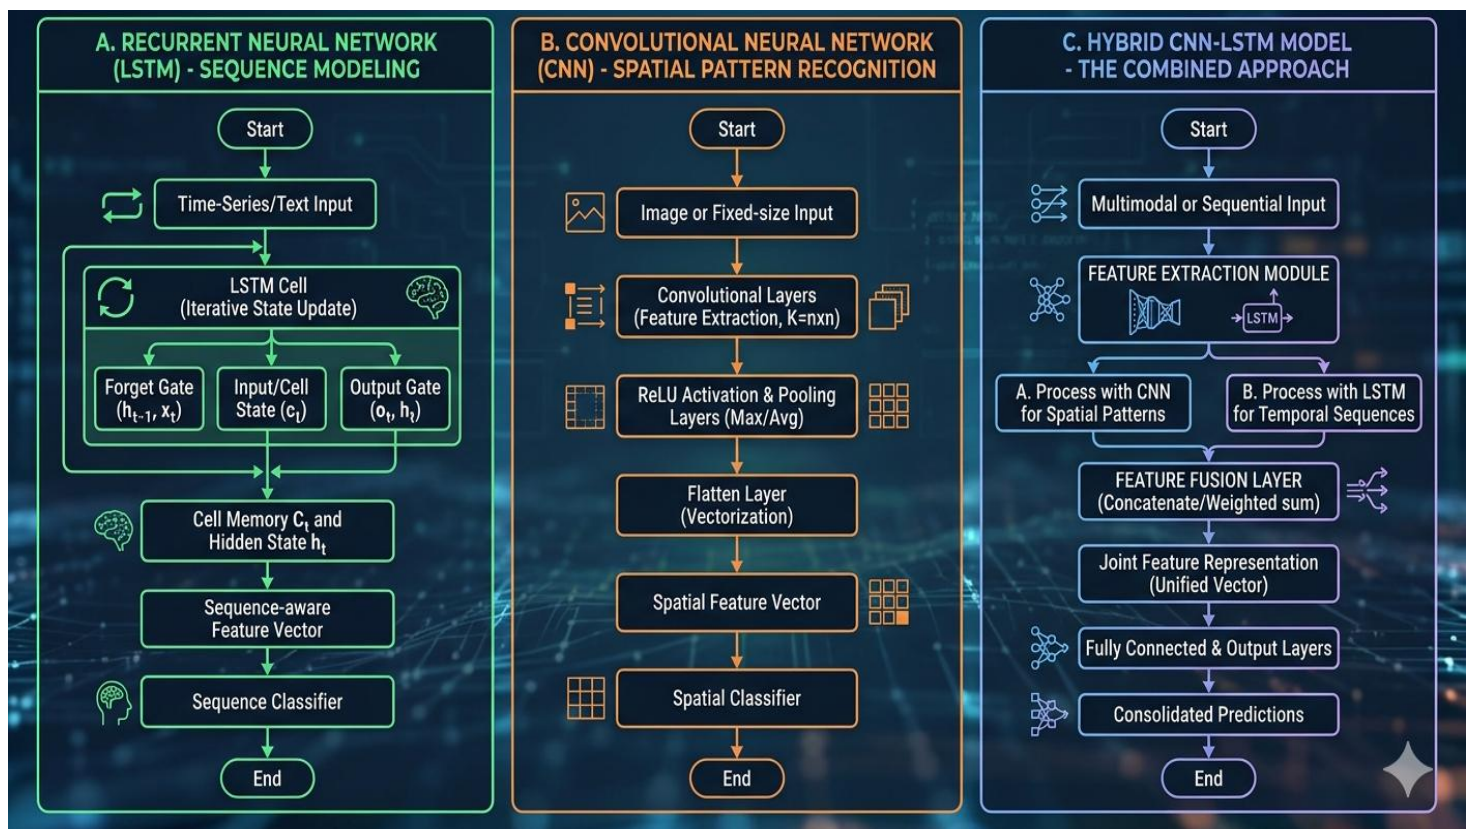 A. RECURRENT NEURAL NETWORK
(LSTM) - SEQUENCE MODELING
Start
Time-Series/Text Input
LSTM Cell
(Iterative State Update)
Forget Gate
(hₜ₋₁, xₜ)
Input/Cell
State (cₜ)
Output Gate
(oₜ, hₜ)
Cell Memory Cₜ and
Hidden State hₜ
Sequence-aware
Feature Vector
Sequence Classifier
End
B. CONVOLUTIONAL NEURAL NETWORK
(CNN) - SPATIAL PATTERN RECOGNITION
Start
Image or Fixed-size Input
Convolutional Layers
(Feature Extraction, K=nxn)
ReLU Activation & Pooling
Layers (Max/Avg)
Flatten Layer
(Vectorization)
Spatial Feature Vector
Spatial Classifier
End
C. HYBRID CNN-LSTM MODEL
- THE COMBINED APPROACH
Start
Multimodal or Sequential Input
FEATURE EXTRACTION MODULE
LSTM
A. Process with CNN
for Spatial Patterns
B. Process with LSTM
for Temporal Sequences
FEATURE FUSION LAYER
(Concatenate/Weighted sum)
Joint Feature Representation
(Unified Vector)
Fully Connected & Output Layers
Consolidated Predictions
End